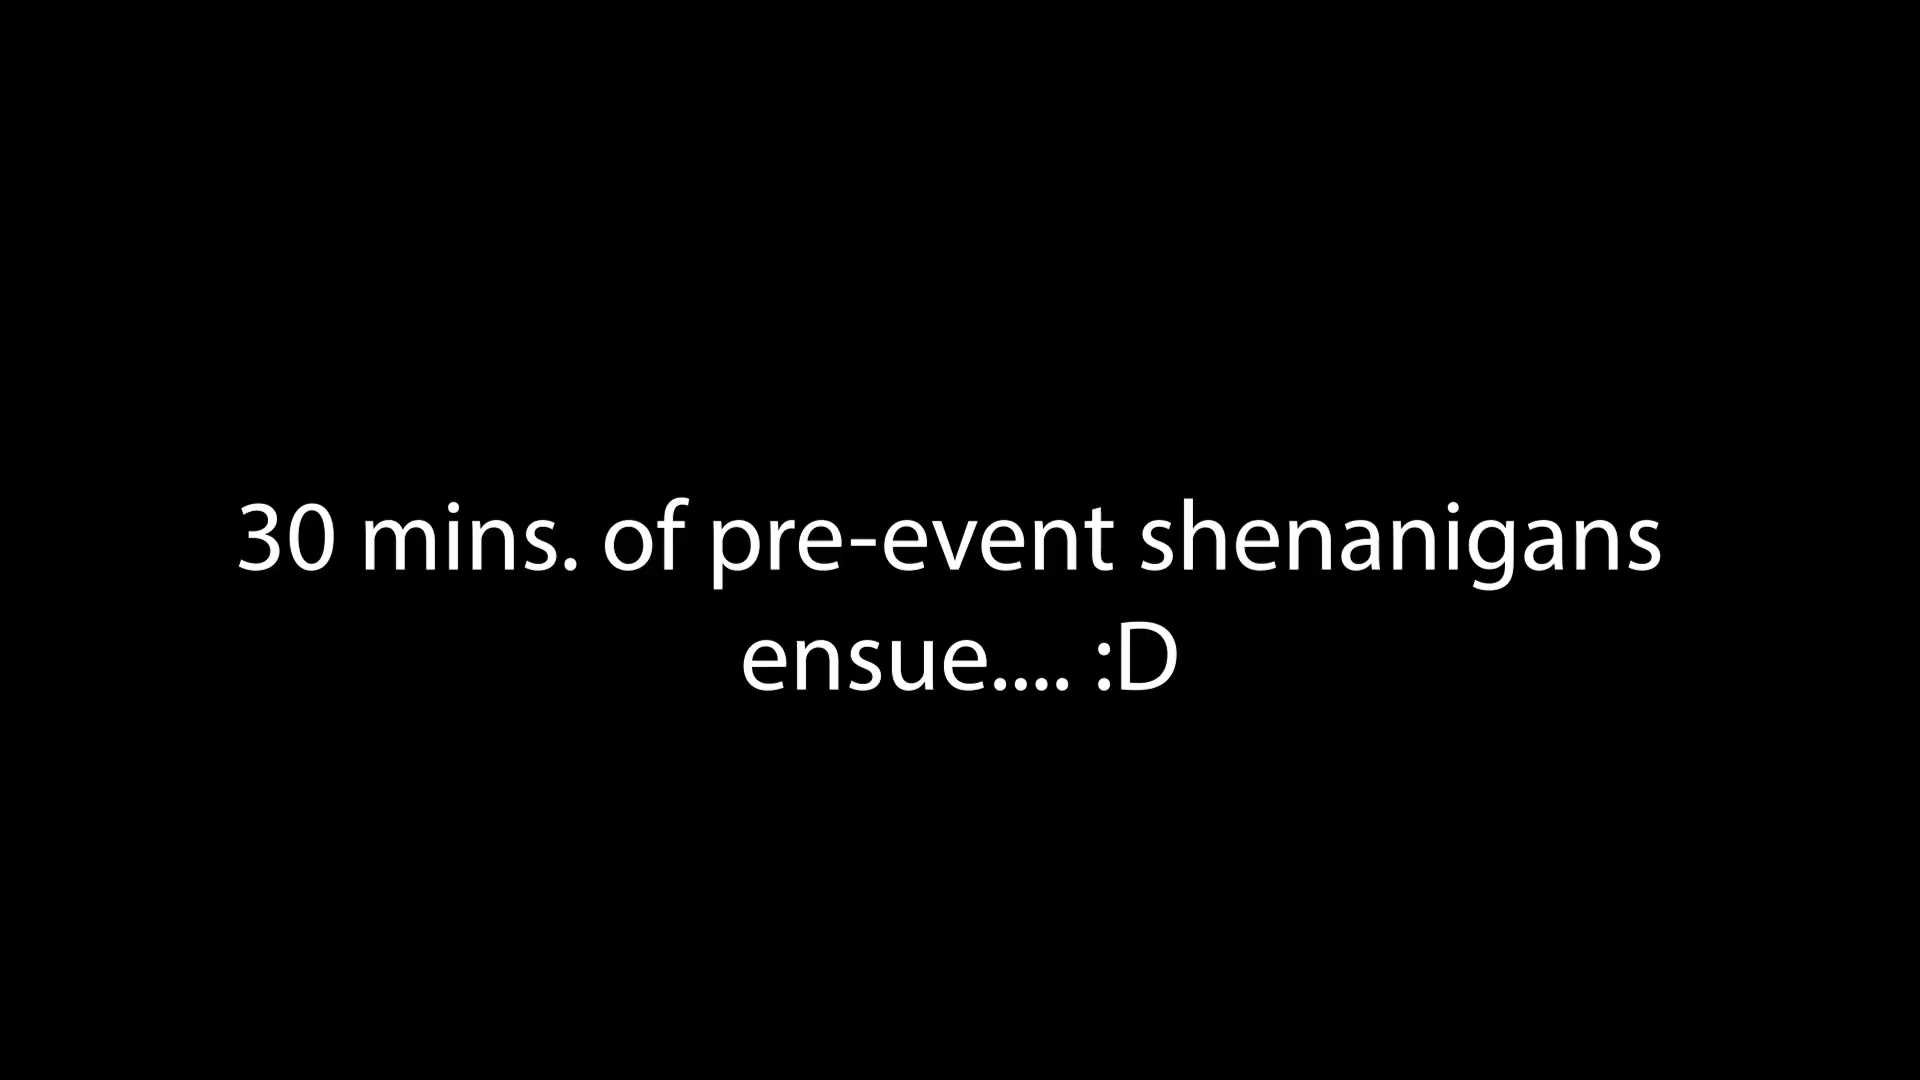 30 mins. of pre-event shenanigans
ensue.... :D